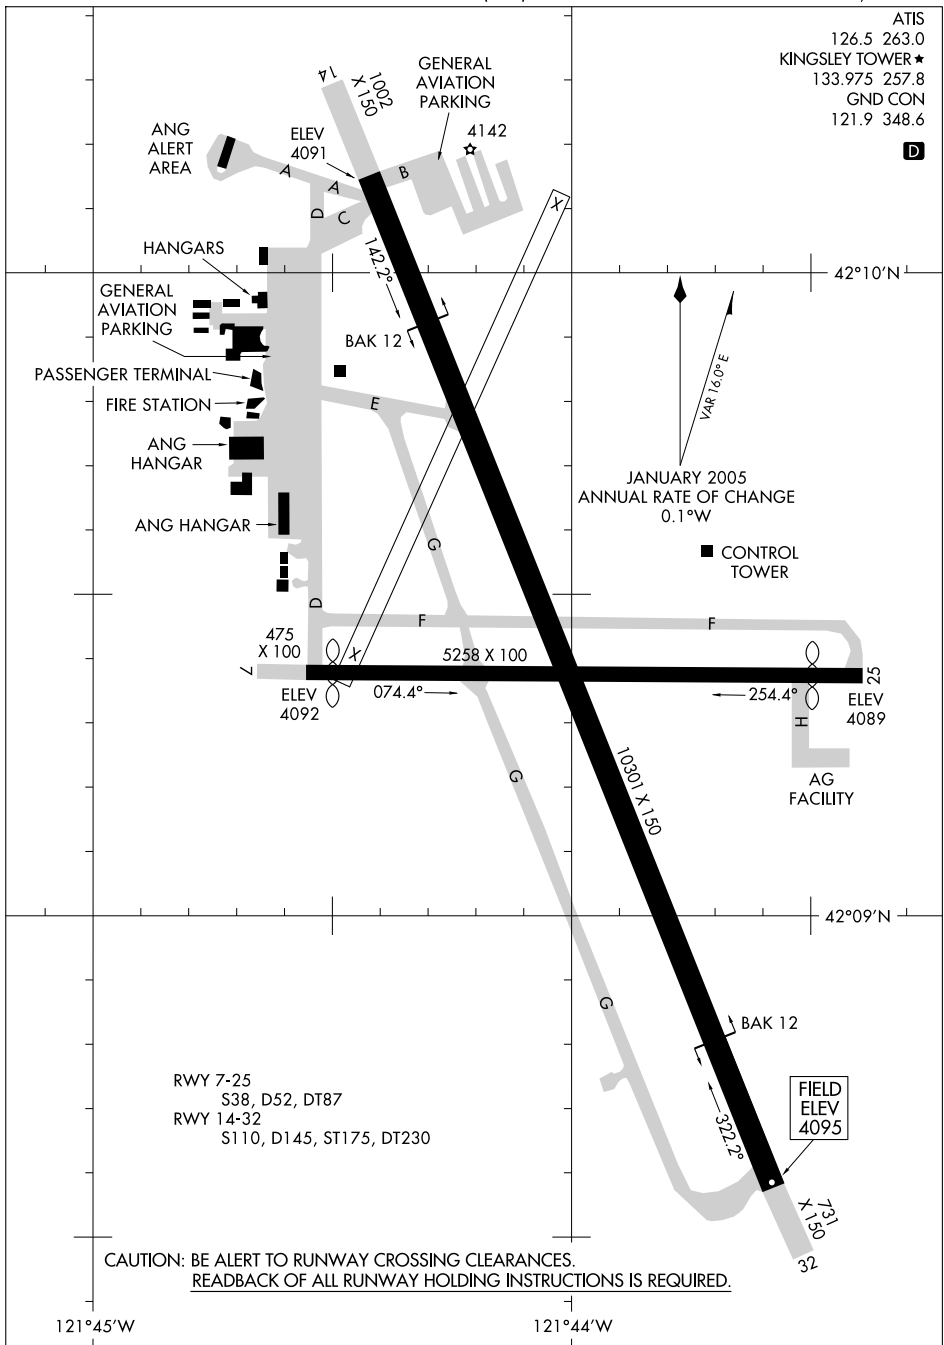 ATIS
126.5 263.0
KINGSLEY TOWER★
133.975 257.8
GND CON
121.9 348.6
D
14
1002
X 150
GENERAL
AVIATION
PARKING
4142
ANG
ALERT
AREA
ELEV
4091
A
A
B
D
C
X
142.2°
HANGARS
42°10'N
GENERAL
AVIATION
PARKING
BAK 12
VAR 16.0° E
PASSENGER TERMINAL
FIRE STATION
E
ANG
HANGAR
JANUARY 2005
ANNUAL RATE OF CHANGE
0.1°W
ANG HANGAR
G
CONTROL
TOWER
D
F
F
475
X 100
7
X
5258 X 100
25
ELEV
4092
074.4°
254.4°
ELEV
4089
H
G
10301 X 150
AG
FACILITY
42°09'N
G
BAK 12
RWY 7-25
S38, D52, DT87
RWY 14-32
S110, D145, ST175, DT230
322.2°
FIELD
ELEV
4095
731
X 150
32
CAUTION: BE ALERT TO RUNWAY CROSSING CLEARANCES.
READBACK OF ALL RUNWAY HOLDING INSTRUCTIONS IS REQUIRED.
121°45'W
121°44'W